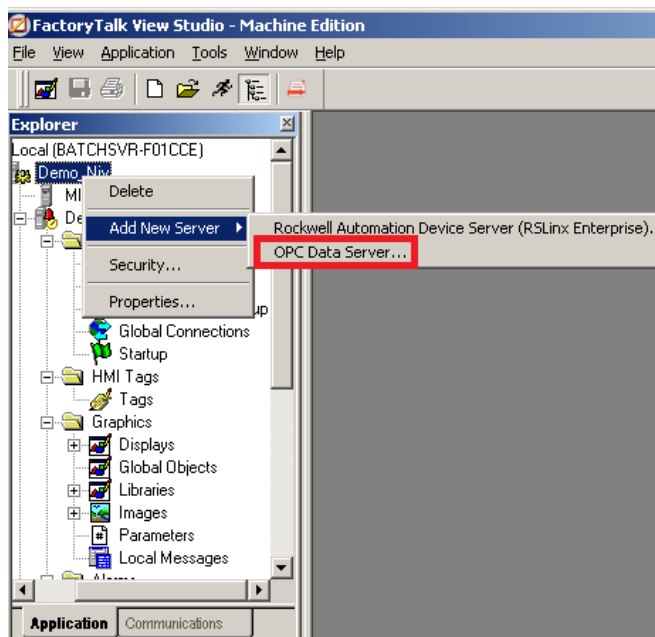 FactoryTalk View Studio - Machine Edition
File View Application Tools Window Help
Explorer
Local (BATCHSVR-F01CCE)
Demo_Niv
Delete
Add New Server
Rockwell Automation Device Server (RSLinx Enterprise)...
OPC Data Server...
Security...
Properties...
Global Connections
Startup
HMI Tags
Tags
Graphics
Displays
Global Objects
Libraries
Images
Parameters
Local Messages
Application Communications